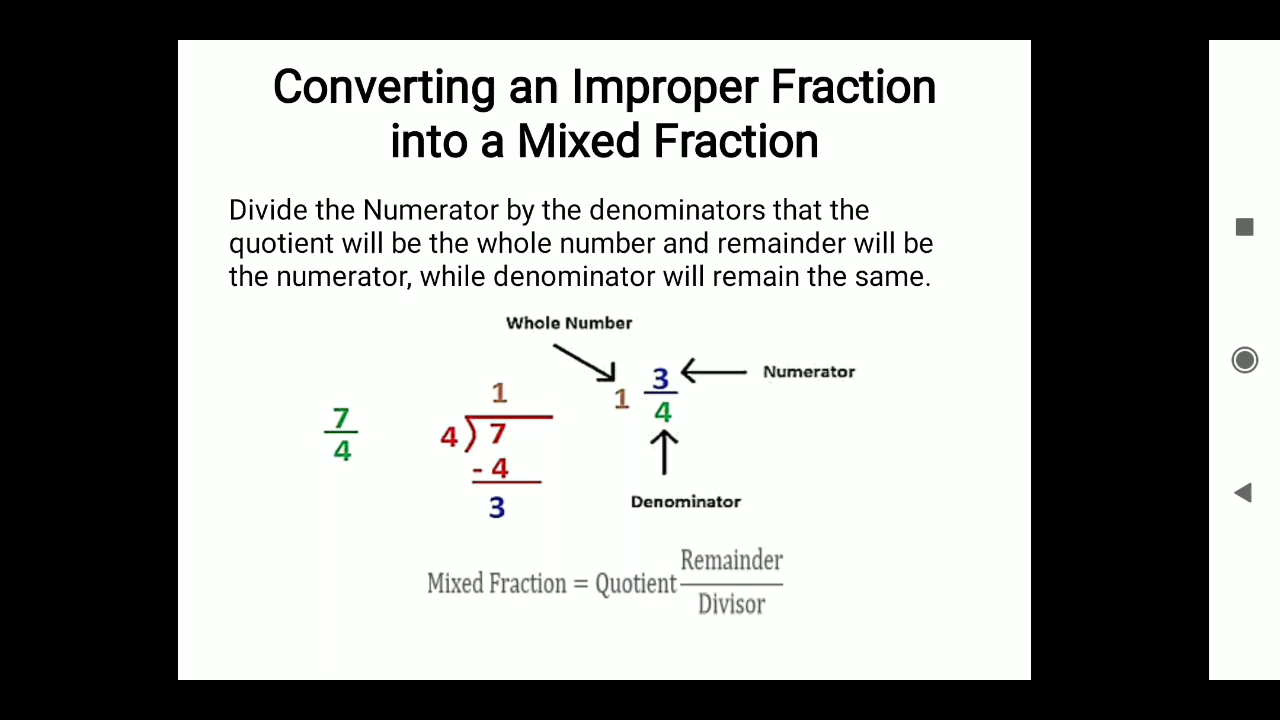 Converting an Improper Fraction
into a Mixed Fraction
Divide the Numerator by the denominators that the
quotient will be the whole number and remainder will be
the numerator, while denominator will remain the same.
Whole Number
1 3/4
Numerator
Denominator
7/4
1
4 ) 7
- 4
3
Mixed Fraction = Quotient Remainder/Divisor